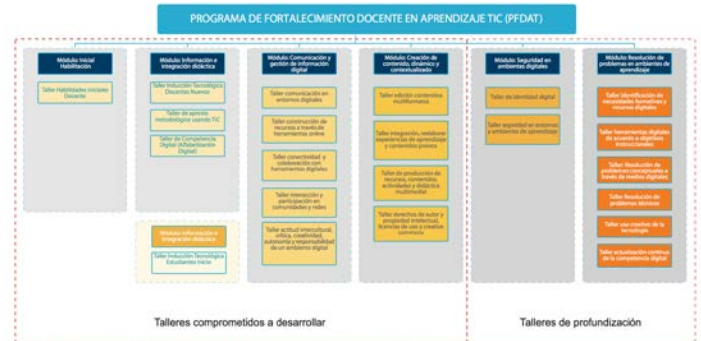 PROGRAMA DE FORTALECIMIENTO DOCENTE EN APRENDIZAJE TIC (PFDAT)
Módulo Inicial
Habilitación
Taller Habilidades Iniciales
Docente
Módulo: Información e
integración didáctica
Taller Inducción Tecnológica
Docentes Nuevos
Taller de apresto
metodológico usando TIC
Taller de Competencia
Digital (Alfabetización
Digital)
Módulo: Información e
integración didáctica
Taller Inducción Tecnológica
Estudiantes Inicio
Módulo: Comunicación y
gestión de información
digital
Taller comunicación en
entornos digitales
Taller construcción de
recursos a través de
herramientas online
Taller conectividad y
colaboración con
herramientas digitales
Taller interacción y
participación en
comunidades y redes
Taller actitud intercultural,
crítica, creatividad,
autonomía y responsabilidad
de un ambiente digital
Módulo: Creación de
contenido, dinámico y
contextualizado
Taller edición contenidos
multiformatos
Taller integración, reelaborar
experiencias de aprendizaje
y contenidos previos
Taller de producción de
recursos, contenidos,
actividades y didáctica
multimedial
Taller derechos de autor y
propiedad intelectual,
licencias de uso y creative
commons
Módulo: Seguridad en
ambientes digitales
Taller de identidad digital
Taller seguridad en entornos
y ambientes de aprendizaje
Módulo: Resolución de
problemas en ambientes de
aprendizaje
Taller identificación de
necesidades formativas y
recursos digitales
Taller herramientas digitales
de acuerdo a objetivos
instruccionales
Taller: Resolución de
problemas conceptuales a
través de medios digitales
Taller Resolución de
problemas técnicos
Taller uso creativo de la
tecnología
Taller actualización continua
de la competencia digital
Talleres comprometidos a desarrollar
Talleres de profundización